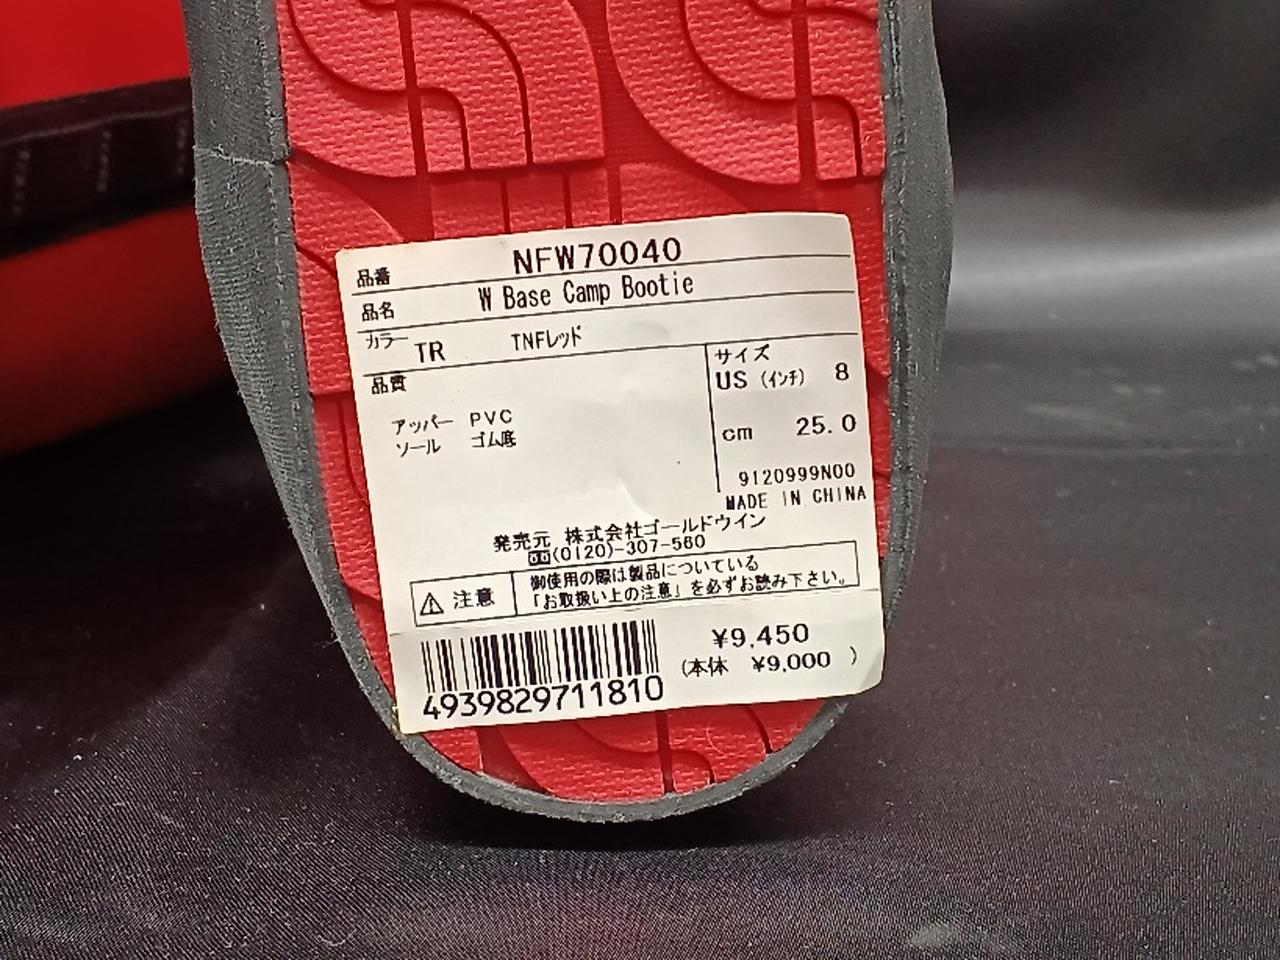 品番 NFW70040
品名 W Base Camp Bootie
カラー TR TNFレッド
品質
アッパー PVC
ソール ゴム底
サイズ
US (インチ) 8
cm 25.0
9120999N00
MADE IN CHINA
発売元 株式会社ゴールドウイン
(0120)-307-560
注意
御使用の際は製品についている
「お取扱い上の注意」を必ずお読み下さい。
4939829711810
¥9,450
(本体 ¥9,000 )